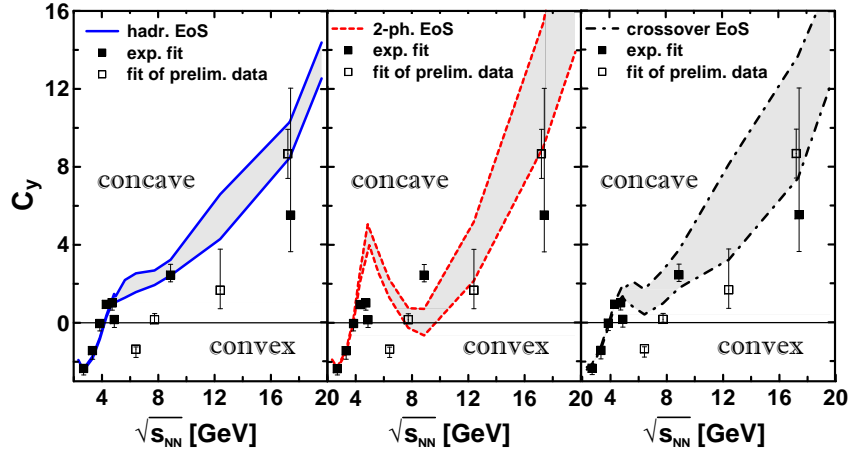 16
12
8
4
0
C_y
hadr. EoS
exp. fit
fit of prelim. data
concave
convex
4 8 12 16 20
√s_NN [GeV]
2-ph. EoS
exp. fit
fit of prelim. data
concave
convex
4 8 12 16 20
√s_NN [GeV]
crossover EoS
exp. fit
fit of prelim. data
concave
convex
4 8 12 16 20
√s_NN [GeV]